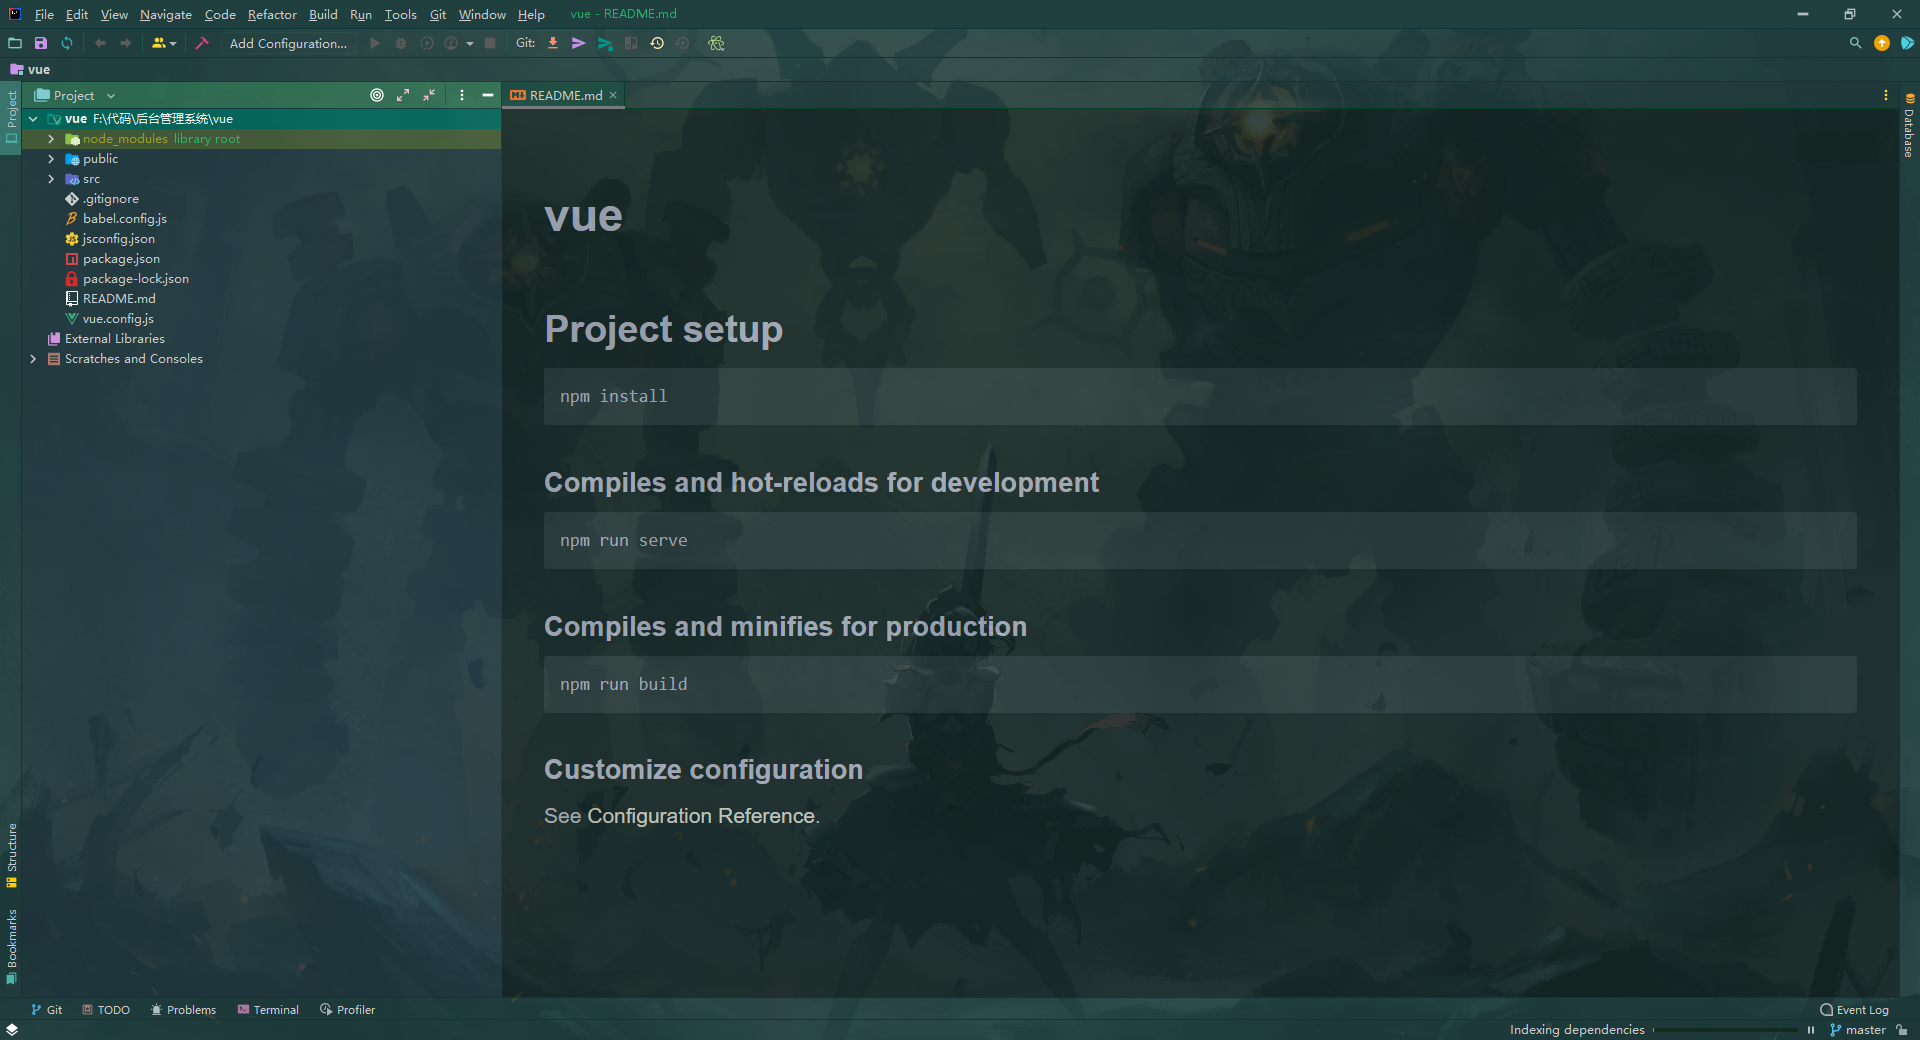 File Edit View Navigate Code Refactor Build Run Tools Git Window Help vue - README.md
Add Configuration... Git:
vue
Project
README.md
vue F:\代码\后台管理系统\vue
node_modules library root
public
src
.gitignore
babel.config.js
jsconfig.json
package.json
package-lock.json
README.md
vue.config.js
External Libraries
Scratches and Consoles
Project
Structure
Bookmarks
vue
Project setup
npm install
Compiles and hot-reloads for development
npm run serve
Compiles and minifies for production
npm run build
Customize configuration
See Configuration Reference.
Database
Git TODO Problems Terminal Profiler Event Log
Indexing dependencies master